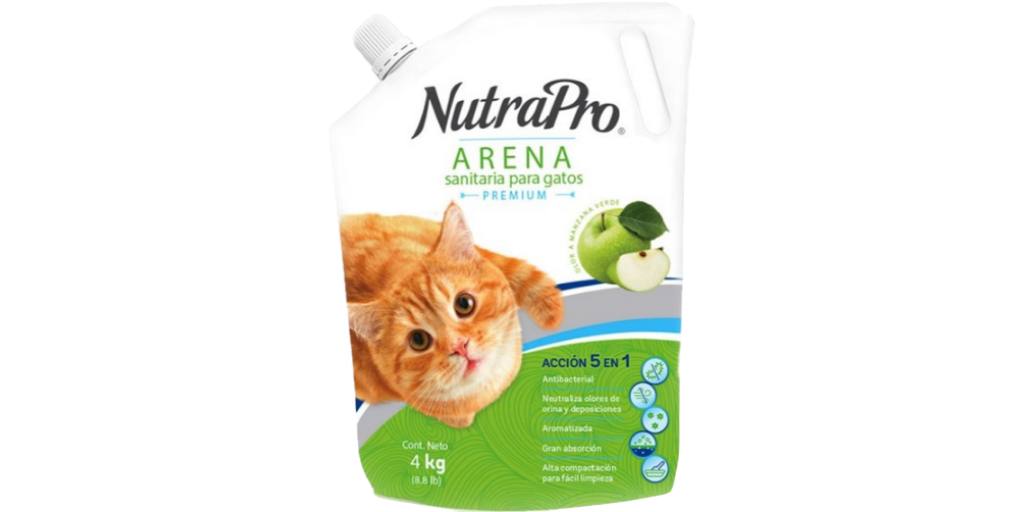 NutraPro®
ARENA
sanitaria para gatos
PREMIUM
OLOR A MANZANA VERDE
ACCIÓN 5 EN 1
Antibacterial
Neutraliza olores de
orina y deposiciones
Aromatizada
Gran absorción
Alta compactación
para fácil limpieza
Cont. Neto
4 kg
(8,8 lb)